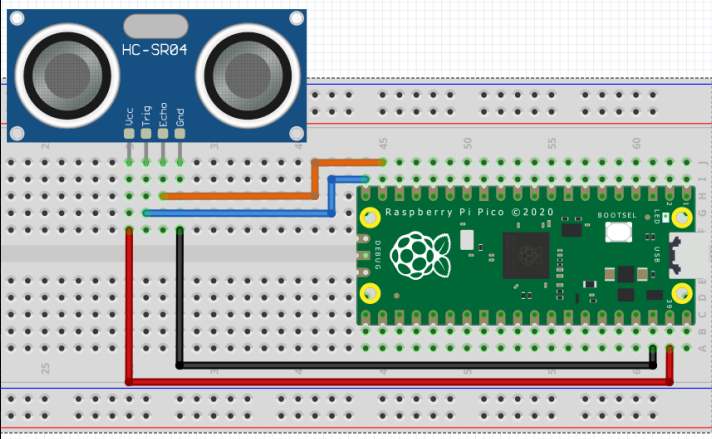 HC-SR04
Vcc Trig Echo Gnd
45 50 55 60
J
I
H
G
F
Raspberry Pi Pico ©2020
BOOTSEL
LED
2
1
DEBUG
USB
39
D
C
B
A
25